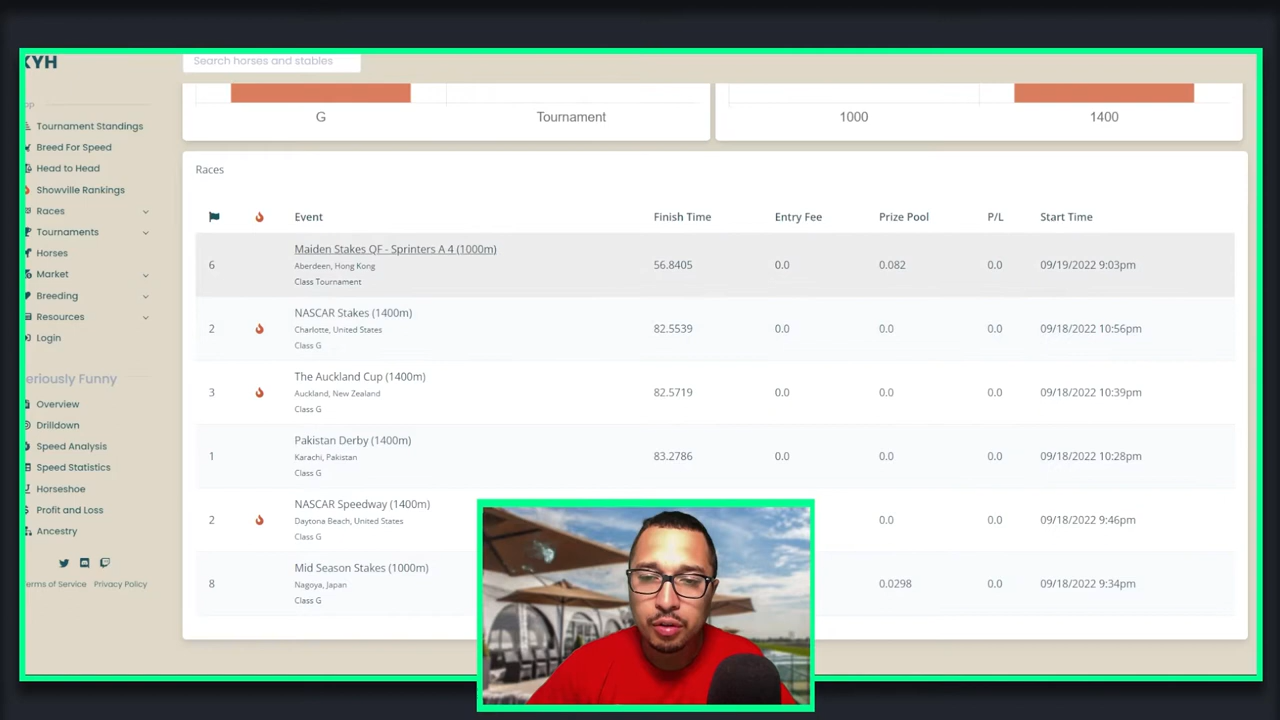 KYH
Search horses and stables
G
Tournament
1000
1400
Tournament Standings
Breed For Speed
Head to Head
Showville Rankings
Races
Tournaments
Horses
Market
Breeding
Resources
Login
eriously Funny
Overview
Drilldown
Speed Analysis
Speed Statistics
Horseshoe
Profit and Loss
Ancestry
erms of Service Privacy Policy
Races
Event Finish Time Entry Fee Prize Pool P/L Start Time
Maiden Stakes QF - Sprinters A 4 (1000m)
6 Aberdeen, Hong Kong 56.8405 0.0 0.082 0.0 09/19/2022 9:03pm
Class Tournament
NASCAR Stakes (1400m)
2 Charlotte, United States 82.5539 0.0 0.0 0.0 09/18/2022 10:56pm
Class G
The Auckland Cup (1400m)
3 Auckland, New Zealand 82.5719 0.0 0.0 0.0 09/18/2022 10:39pm
Class G
Pakistan Derby (1400m)
1 Karachi, Pakistan 83.2786 0.0 0.0 0.0 09/18/2022 10:28pm
Class G
NASCAR Speedway (1400m)
2 Daytona Beach, United States 0.0 0.0 09/18/2022 9:46pm
Class G
Mid Season Stakes (1000m)
8 Nagoya, Japan 0.0298 0.0 09/18/2022 9:34pm
Class G